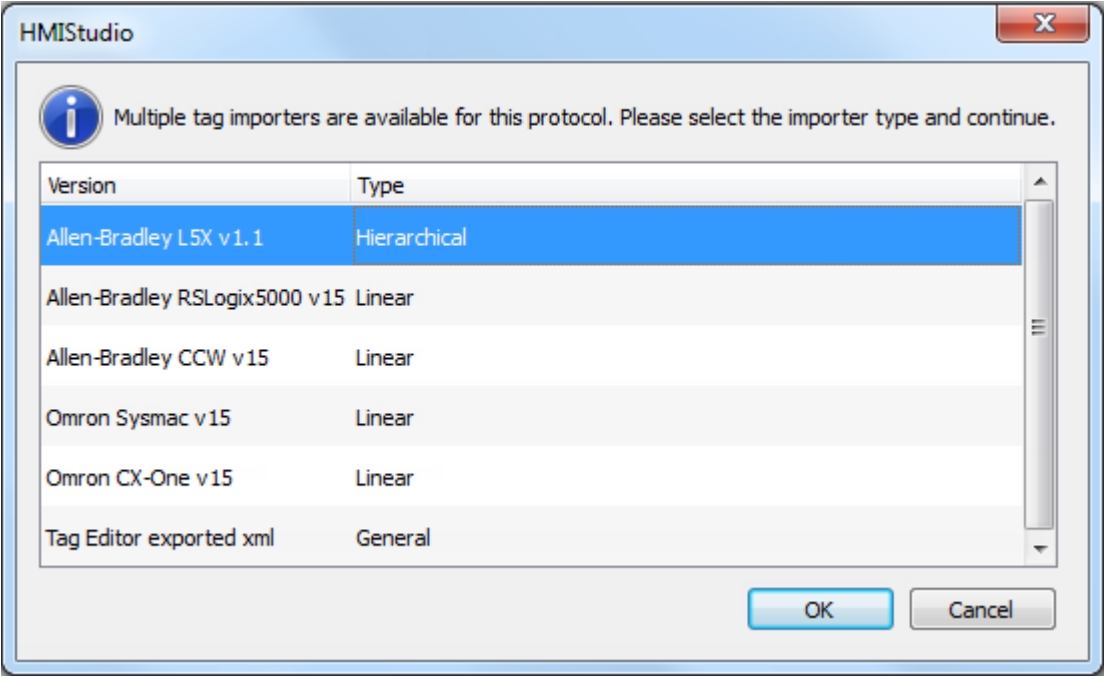 HMIStudio
Multiple tag importers are available for this protocol. Please select the importer type and continue.
Version Type
Allen-Bradley L5X v1.1 Hierarchical
Allen-Bradley RSLogix5000 v15 Linear
Allen-Bradley CCW v15 Linear
Omron Sysmac v15 Linear
Omron CX-One v15 Linear
Tag Editor exported xml General
OK Cancel